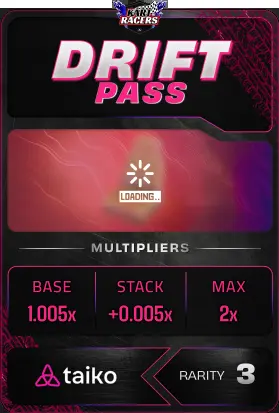 RACERS
DRIFT
PASS
LOADING..
MULTIPLIERS
BASE STACK MAX
1.005x +0.005x 2x
taiko RARITY 3